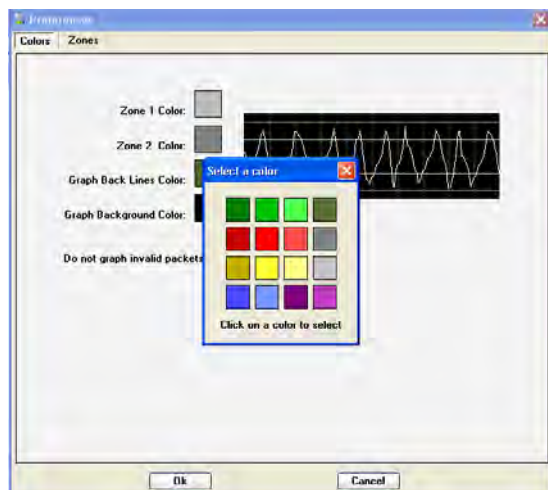 Preferences
Colors Zones
Zone 1 Color:
Zone 2 Color:
Graph Back Lines Color:
Select a color
Graph Background Color:
Do not graph invalid packets
Click on a color to select
Ok Cancel